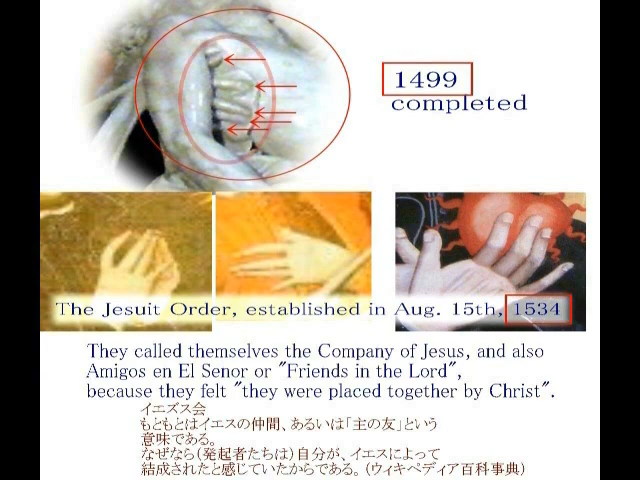 1499
completed
The Jesuit Order, established in Aug. 15th, 1534
They called themselves the Company of Jesus, and also
Amigos en El Senor or "Friends in the Lord",
because they felt "they were placed together by Christ".
イエズス会
もともとはイエスの仲間、あるいは「主の友」という
意味である。
なぜなら(発起者たちは)自分が、イエスによって
結成されたと感じていたからである。(ウィキペディア百科事典)